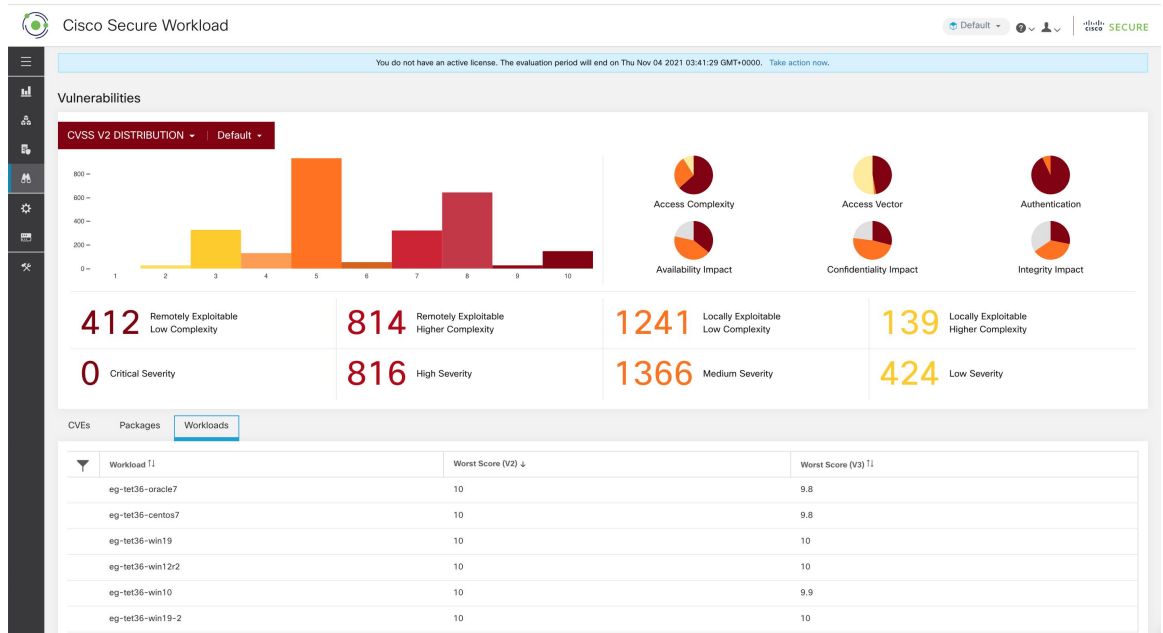 Cisco Secure Workload
Default
CISCO SECURE
You do not have an active license. The evaluation period will end on Thu Nov 04 2021 03:41:29 GMT+0000. Take action now.
Vulnerabilities
CVSS V2 DISTRIBUTION Default
800
600
400
200
0
1 2 3 4 5 6 7 8 9 10
Access Complexity Access Vector Authentication
Availability Impact Confidentiality Impact Integrity Impact
412 Remotely Exploitable Low Complexity
814 Remotely Exploitable Higher Complexity
1241 Locally Exploitable Low Complexity
139 Locally Exploitable Higher Complexity
0 Critical Severity
816 High Severity
1366 Medium Severity
424 Low Severity
CVEs Packages Workloads
Workload Worst Score (V2) Worst Score (V3)
eg-tet36-oracle7 10 9.8
eg-tet36-centos7 10 9.8
eg-tet36-win19 10 10
eg-tet36-win12r2 10 10
eg-tet36-win10 10 9.9
eg-tet36-win19-2 10 10